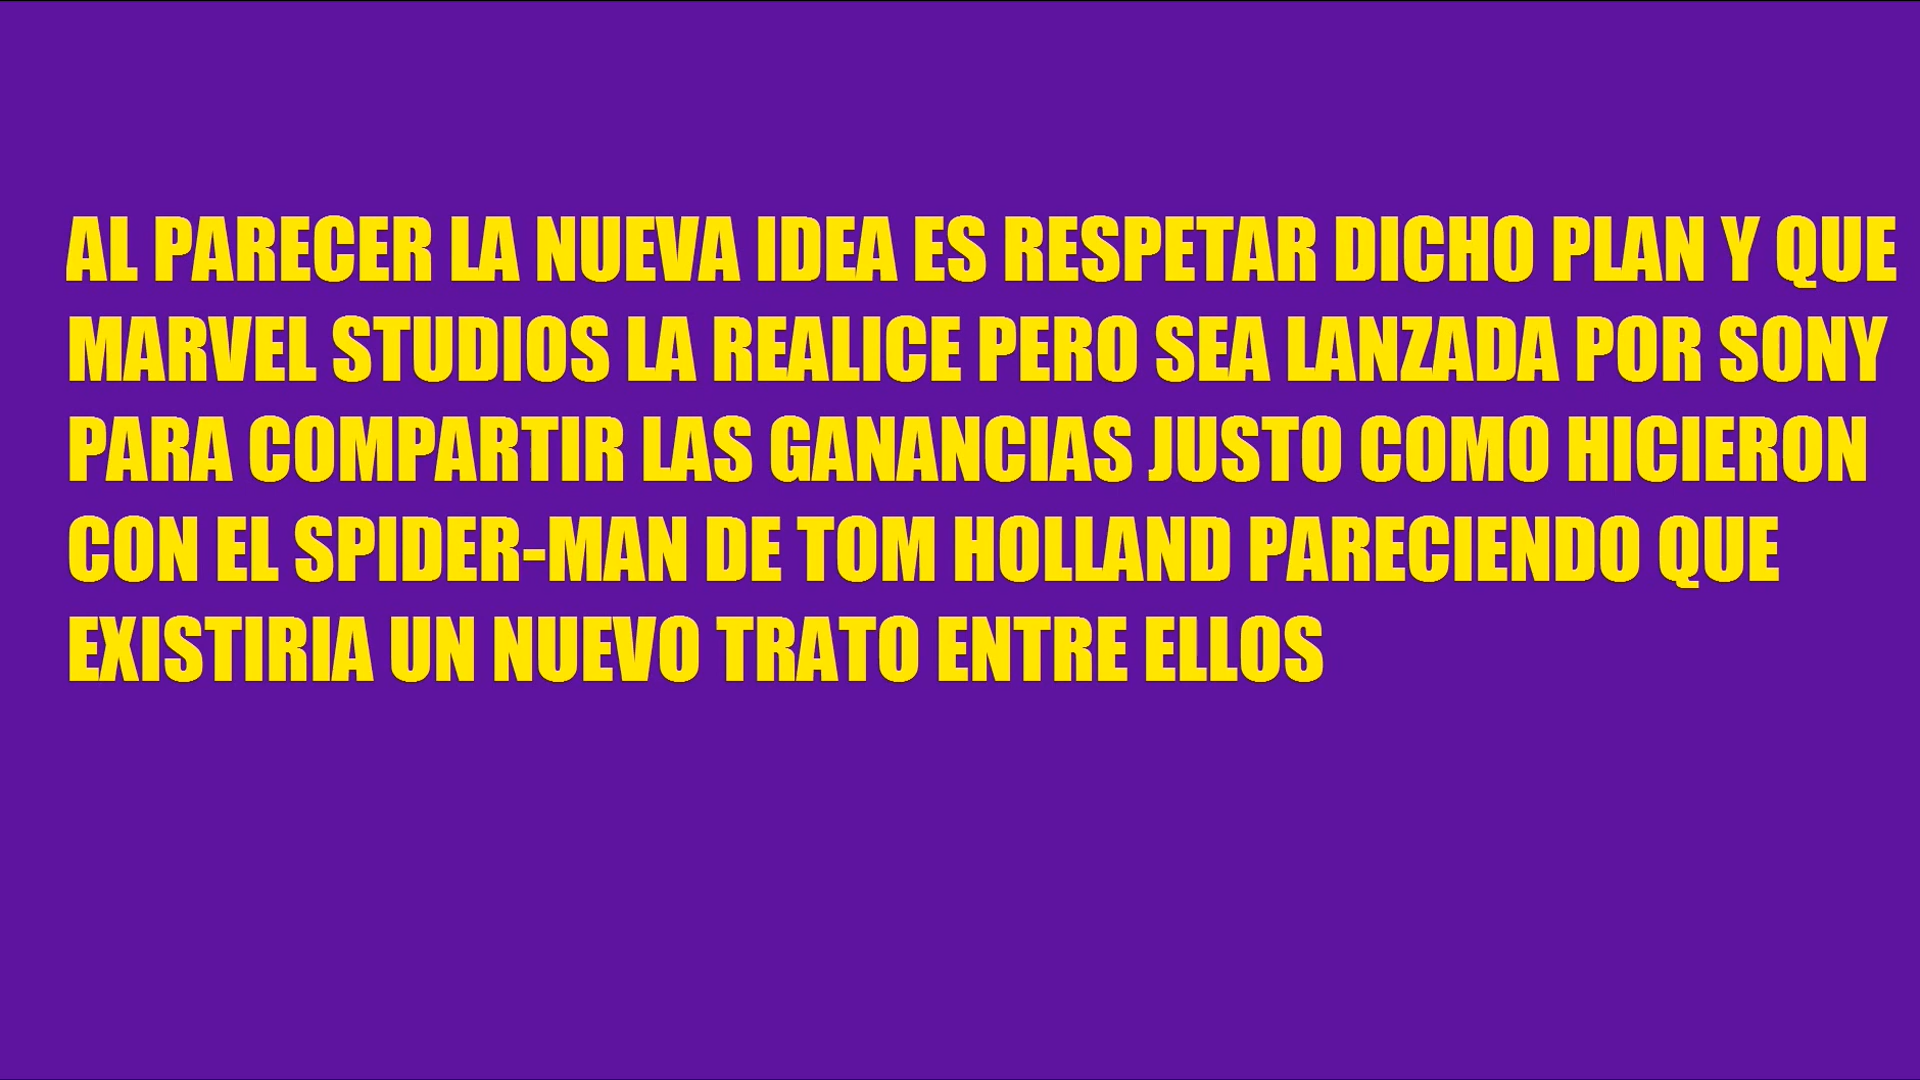 AL PARECER LA NUEVA IDEA ES RESPETAR DICHO PLAN Y QUE
MARVEL STUDIOS LA REALICE PERO SEA LANZADA POR SONY
PARA COMPARTIR LAS GANANCIAS JUSTO COMO HICIERON
CON EL SPIDER-MAN DE TOM HOLLAND PARECIENDO QUE
EXISTIRIA UN NUEVO TRATO ENTRE ELLOS